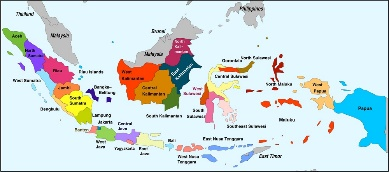 Thailand
Philippines
Aceh
Malaysia
Brunei
North
Sumatra
Malaysia
North
Kali-
mantan
Riau
Riau Islands
West
Kalimantan
East
Kalimantan
Gorontalo
North Sulawesi
West Sumatra
Jambi
Bangka-
Belitung
Central
Kalimantan
Central Sulawesi
North Maluku
West
Papua
Bengkulu
South
Sumatra
South Kalimantan
West
Sulawesi
Papua
Lampung
Jakarta
South
Sulawesi
Southeast Sulawesi
Maluku
Banten
Central
Java
West
Java
Yogyakarta
East
Java
Bali
East Nusa Tenggara
West Nusa
Tenggara
East Timor